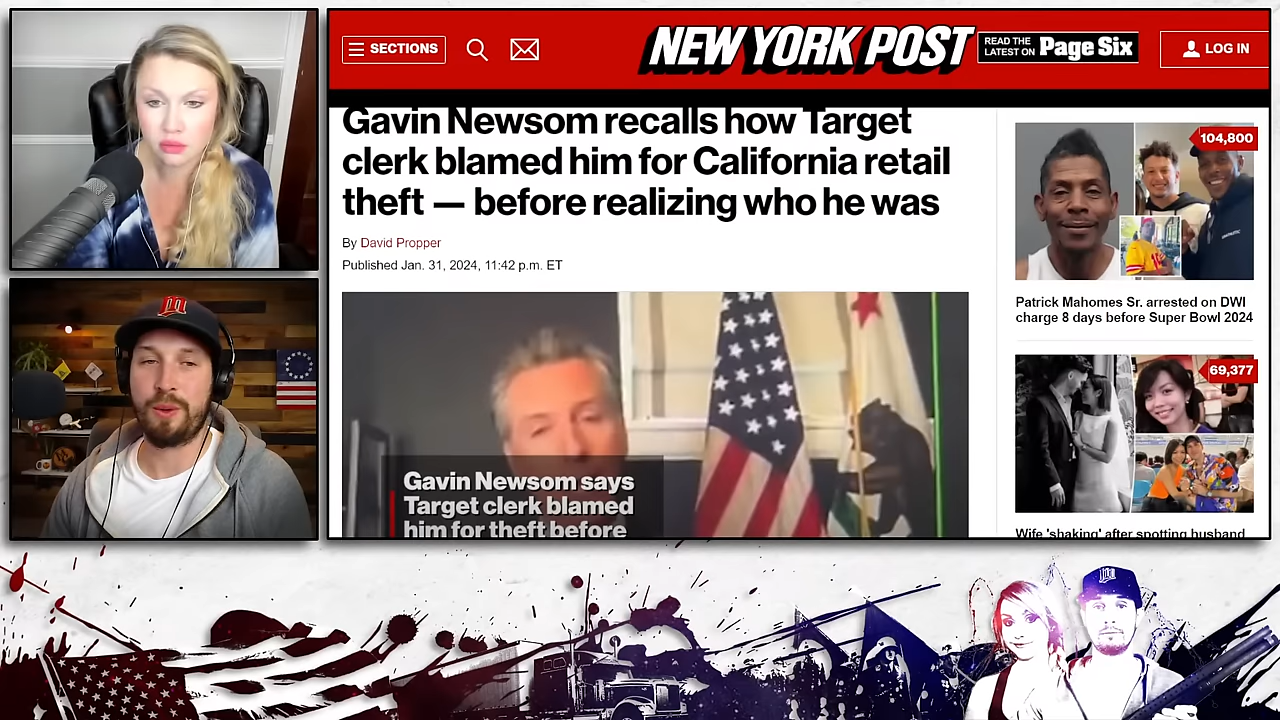 SECTIONS
NEW YORK POST
READ THE
LATEST ON
Page Six
LOG IN
Gavin Newsom recalls how Target
clerk blamed him for California retail
theft — before realizing who he was
By David Propper
Published Jan. 31, 2024, 11:42 p.m. ET
Gavin Newsom says
Target clerk blamed
him for theft before
104,800
Patrick Mahomes Sr. arrested on DWI
charge 8 days before Super Bowl 2024
69,377
Wife 'shaking' after spotting husband